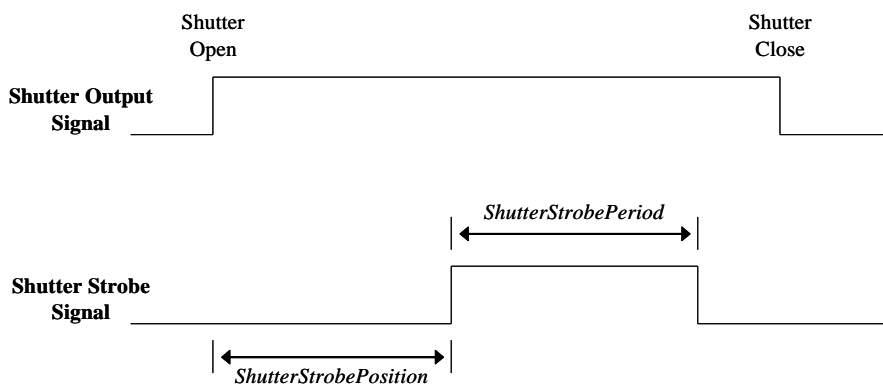 Shutter
Open
Shutter
Close
Shutter Output
Signal
ShutterStrobePeriod
Shutter Strobe
Signal
ShutterStrobePosition